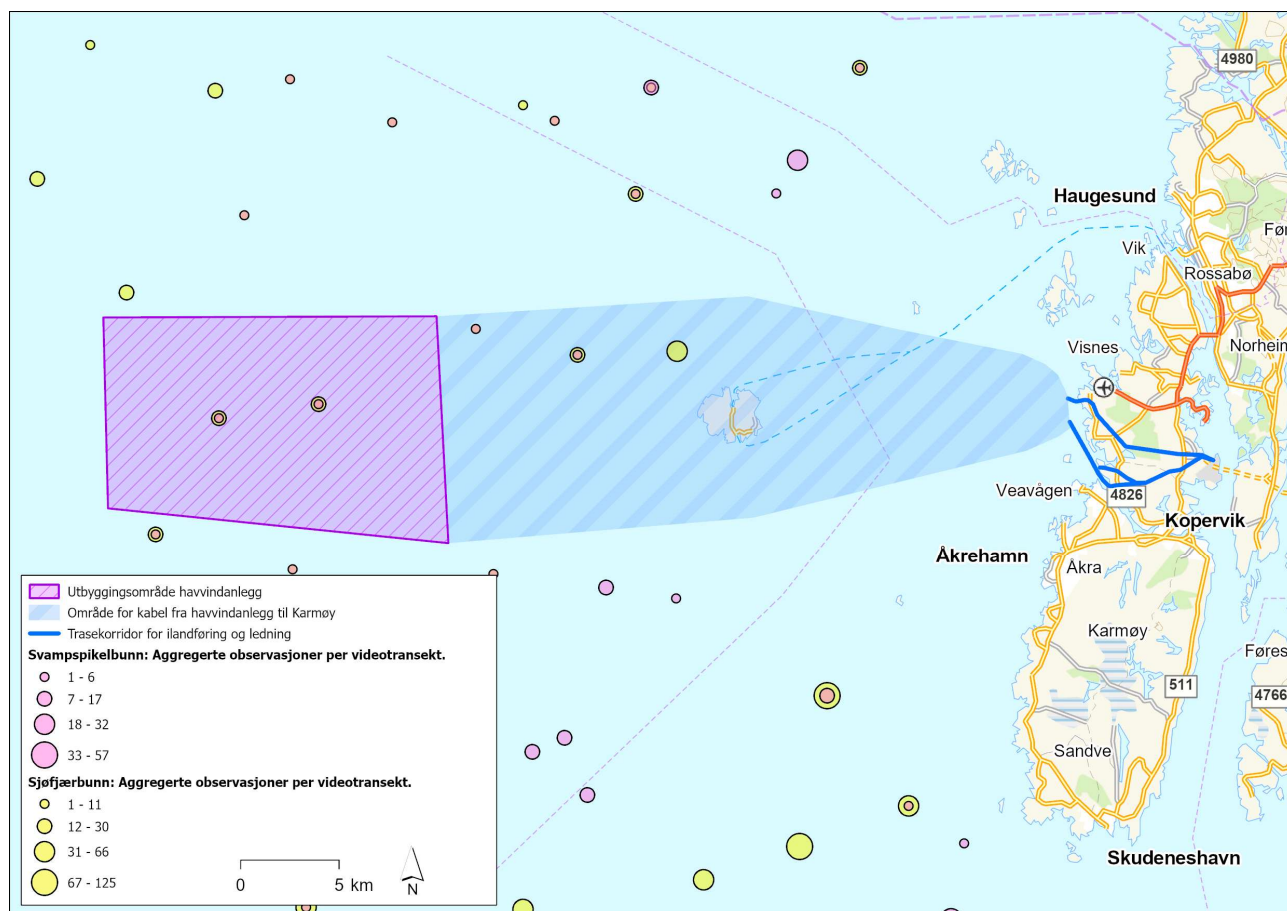 4980
Haugesund
Før
Vik
Rossabø
Visnes
Norheim
Veavågen
4826
Kopervik
Åkrehamn
Åkra
Karmøy
Føres
511
4766
Sandve
Skudeneshavn
Utbyggingsområde havvindanlegg
Område for kabel fra havvindanlegg til Karmøy
Trasekorridor for ilandføring og ledning
Svampspikelbunn: Aggregerte observasjoner per videotransekt.
1 - 6
7 - 17
18 - 32
33 - 57
Sjøfjærbunn: Aggregerte observasjoner per videotransekt.
1 - 11
12 - 30
31 - 66
67 - 125
0 5 km
N